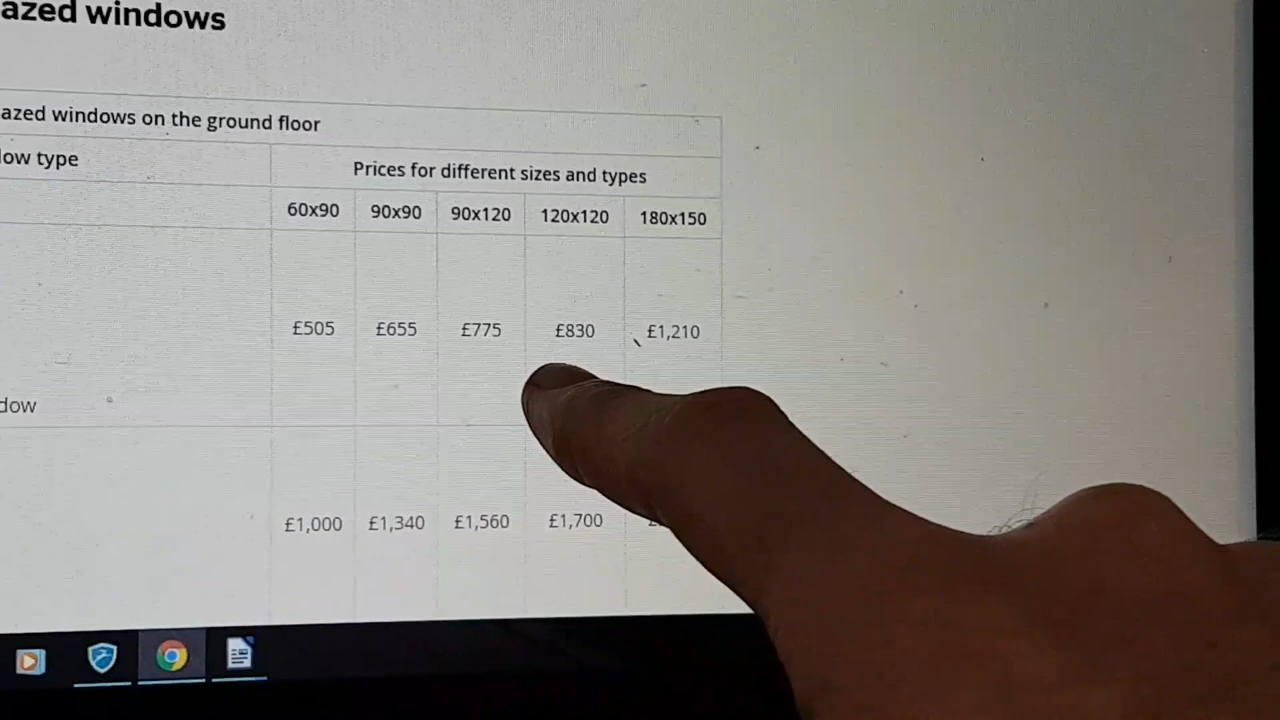 azed windows
azed windows on the ground floor
low type
Prices for different sizes and types
60x90 90x90 90x120 120x120 180x150
£505 £655 £775 £830 £1,210
dow
£1,000 £1,340 £1,560 £1,700